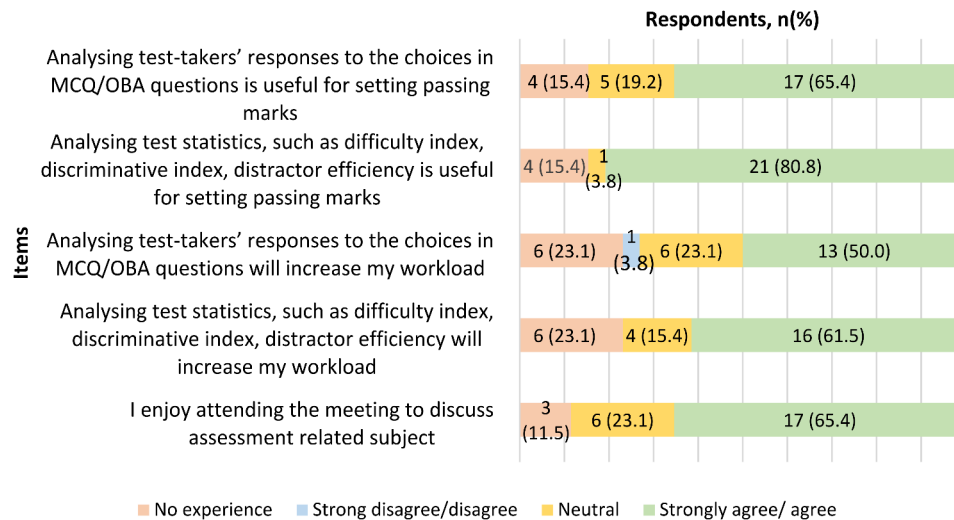 Respondents, n(%)
Analysing test-takers' responses to the choices in
MCQ/OBA questions is useful for setting passing
marks
4 (15.4) 5 (19.2) 17 (65.4)
Analysing test statistics, such as difficulty index,
discriminative index, distractor efficiency is useful
for setting passing marks
4 (15.4) 1 (3.8) 21 (80.8)
Items
Analysing test-takers' responses to the choices in
MCQ/OBA questions will increase my workload
6 (23.1) 1 (3.8) 6 (23.1) 13 (50.0)
Analysing test statistics, such as difficulty index,
discriminative index, distractor efficiency will
increase my workload
6 (23.1) 4 (15.4) 16 (61.5)
I enjoy attending the meeting to discuss
assessment related subject
3 (11.5) 6 (23.1) 17 (65.4)
No experience Strong disagree/disagree Neutral Strongly agree/ agree